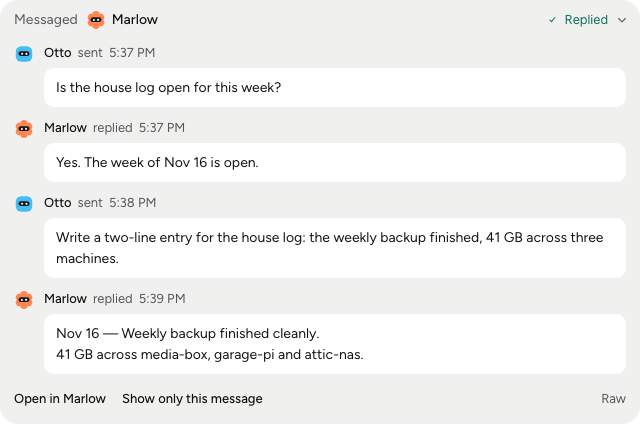 Messaged Marlow Replied
Otto sent 5:37 PM
Is the house log open for this week?
Marlow replied 5:37 PM
Yes. The week of Nov 16 is open.
Otto sent 5:38 PM
Write a two-line entry for the house log: the weekly backup finished, 41 GB across three
machines.
Marlow replied 5:39 PM
Nov 16 — Weekly backup finished cleanly.
41 GB across media-box, garage-pi and attic-nas.
Open in Marlow Show only this message Raw